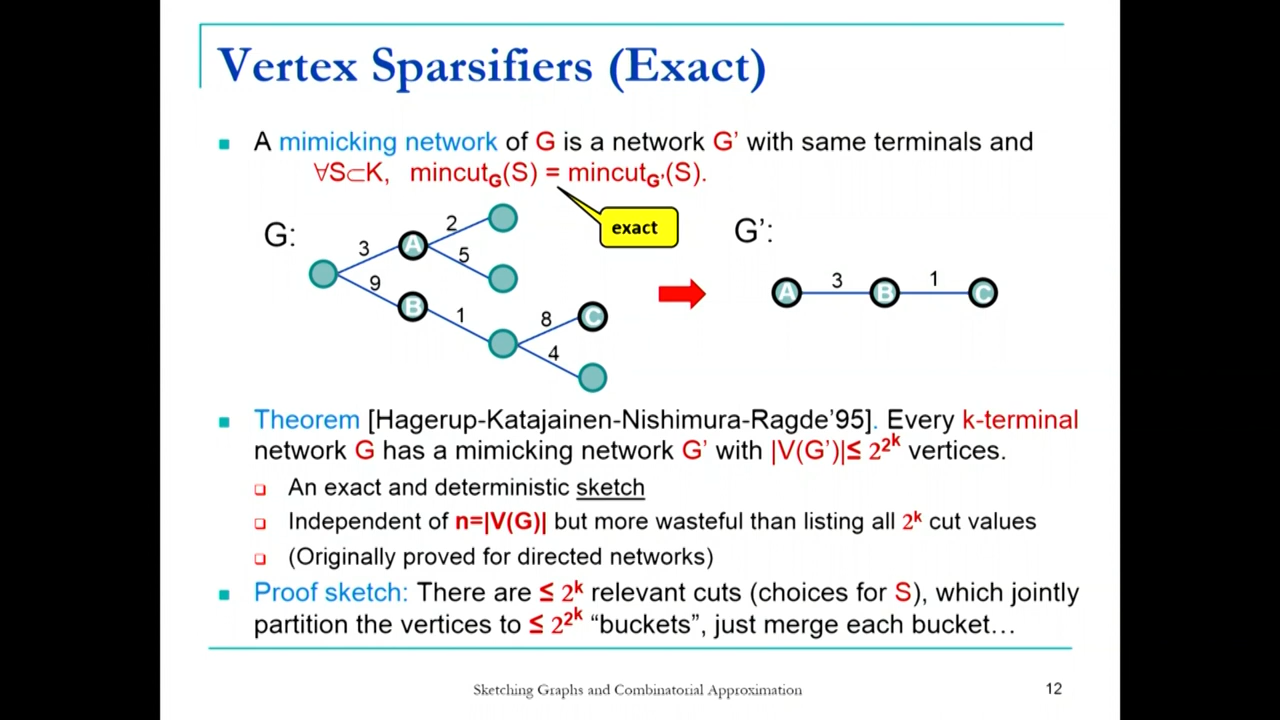 Vertex Sparsifiers (Exact)
A mimicking network of G is a network G’ with same terminals and
∀S⊂K, mincut_G(S) = mincut_G’(S).
exact
G:
G’:
2
3
A
5
9
B
1
8
C
4
A
3
B
1
C
Theorem [Hagerup-Katajainen-Nishimura-Ragde’95]. Every k-terminal
network G has a mimicking network G’ with |V(G’)|≤ 2^2^k vertices.
An exact and deterministic sketch
Independent of n=|V(G)| but more wasteful than listing all 2^k cut values
(Originally proved for directed networks)
Proof sketch: There are ≤ 2^k relevant cuts (choices for S), which jointly
partition the vertices to ≤ 2^2^k “buckets”, just merge each bucket…
Sketching Graphs and Combinatorial Approximation
12